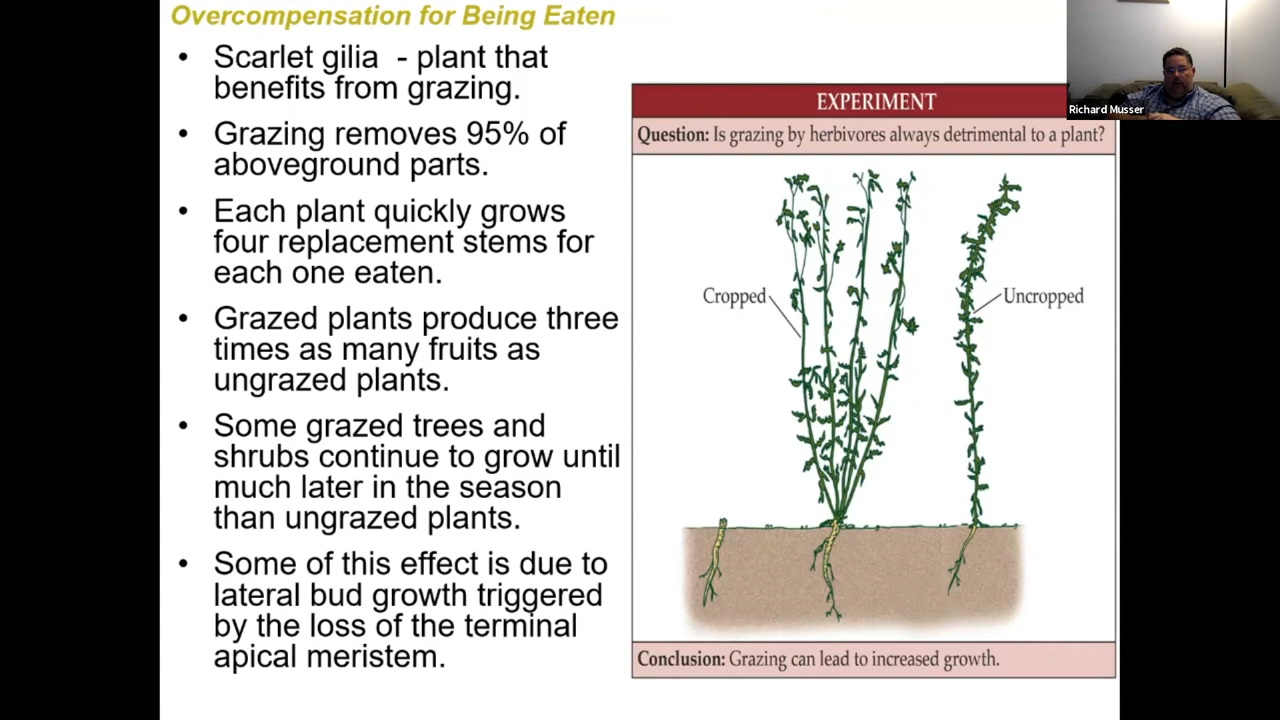 Overcompensation for Being Eaten
• Scarlet gilia - plant that
benefits from grazing.
• Grazing removes 95% of
aboveground parts.
• Each plant quickly grows
four replacement stems for
each one eaten.
• Grazed plants produce three
times as many fruits as
ungrazed plants.
• Some grazed trees and
shrubs continue to grow until
much later in the season
than ungrazed plants.
• Some of this effect is due to
lateral bud growth triggered
by the loss of the terminal
apical meristem.
EXPERIMENT
Question: Is grazing by herbivores always detrimental to a plant?
Cropped
Uncropped
Conclusion: Grazing can lead to increased growth.
Richard Musser